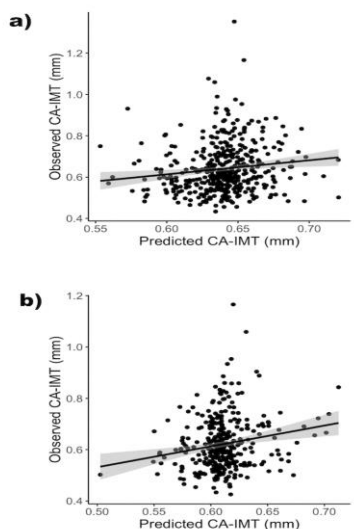 a)
Observed CA-IMT (mm)
1.2
1.0
0.8
0.6
0.4
0.55 0.60 0.65 0.70
Predicted CA-IMT (mm)
b)
Observed CA-IMT (mm)
1.2
1.0
0.8
0.6
0.4
0.50 0.55 0.60 0.65 0.70
Predicted CA-IMT (mm)